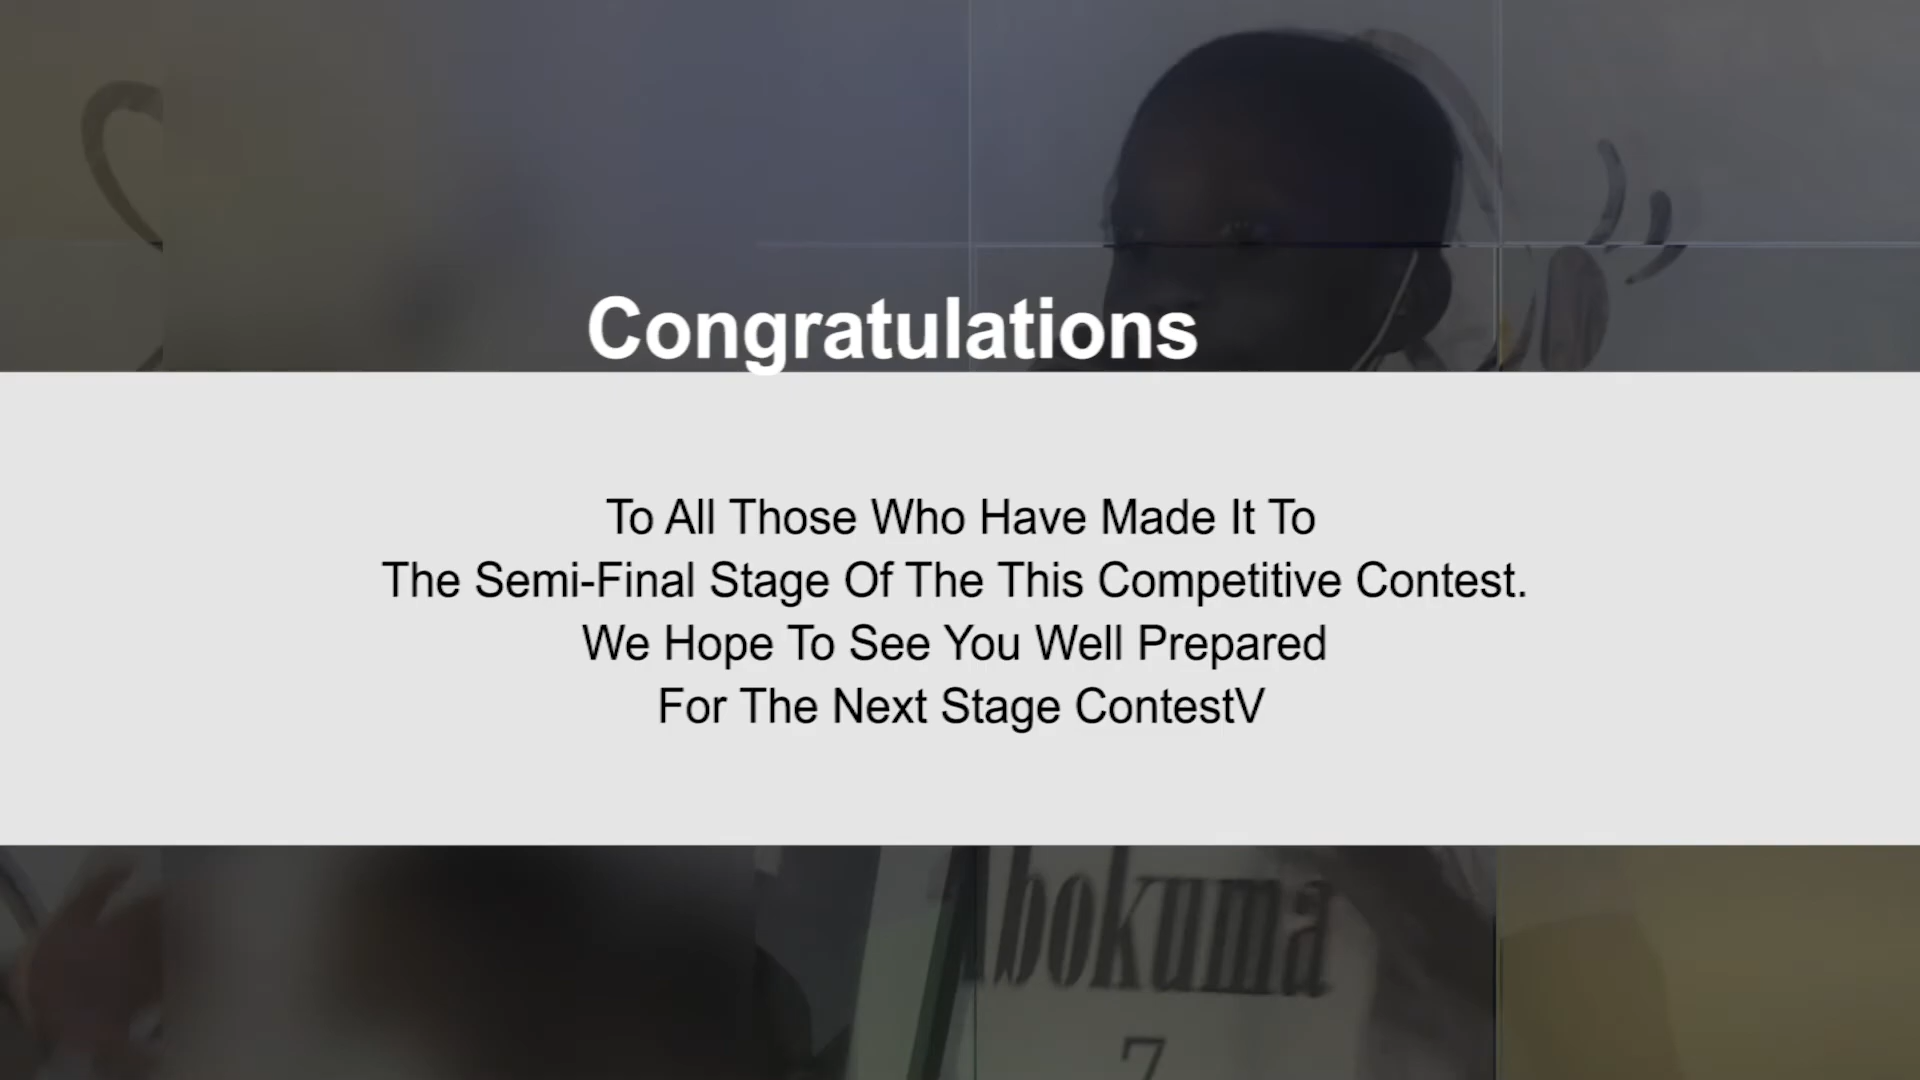 Congratulations
To All Those Who Have Made It To
The Semi-Final Stage Of The This Competitive Contest.
We Hope To See You Well Prepared
For The Next Stage ContestV
bokuma
7